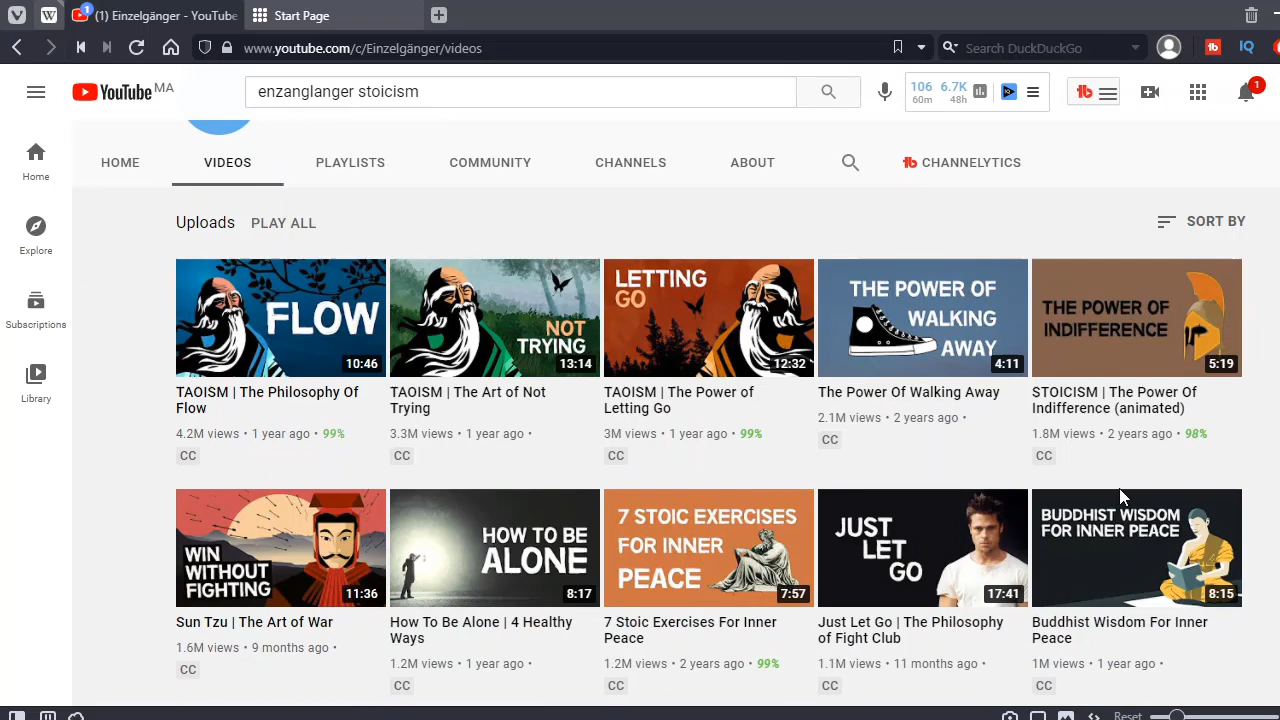 (1) Einzelgänger - YouTube
Start Page
www.youtube.com/c/Einzelgänger/videos
Search DuckDuckGo
tb
IQ
YouTube MA
enzanglanger stoicism
106 6.7K
60m 48h
tb
1
Home
Explore
Subscriptions
Library
HOME VIDEOS PLAYLISTS COMMUNITY CHANNELS ABOUT CHANNELYTICS
Uploads PLAY ALL
SORT BY
FLOW
10:46
NOT
TRYING
13:14
LETTING
GO
12:32
THE POWER OF
WALKING
AWAY
4:11
THE POWER OF
INDIFFERENCE
5:19
TAOISM | The Philosophy Of
Flow
4.2M views • 1 year ago • 99%
CC
TAOISM | The Art of Not
Trying
3.3M views • 1 year ago •
CC
TAOISM | The Power of
Letting Go
3M views • 1 year ago • 99%
CC
The Power Of Walking Away
2.1M views • 2 years ago •
CC
STOICISM | The Power Of
Indifference (animated)
1.8M views • 2 years ago • 98%
CC
WIN
WITHOUT
FIGHTING
11:36
HOW TO BE
ALONE
8:17
7 STOIC EXERCISES
FOR INNER
PEACE
7:57
JUST
LET
GO
17:41
BUDDHIST WISDOM
FOR INNER PEACE
8:15
Sun Tzu | The Art of War
1.6M views • 9 months ago •
CC
How To Be Alone | 4 Healthy
Ways
1.2M views • 1 year ago •
CC
7 Stoic Exercises For Inner
Peace
1.2M views • 2 years ago • 99%
CC
Just Let Go | The Philosophy
of Fight Club
1.1M views • 11 months ago •
CC
Buddhist Wisdom For Inner
Peace
1M views • 1 year ago •
CC
Reset